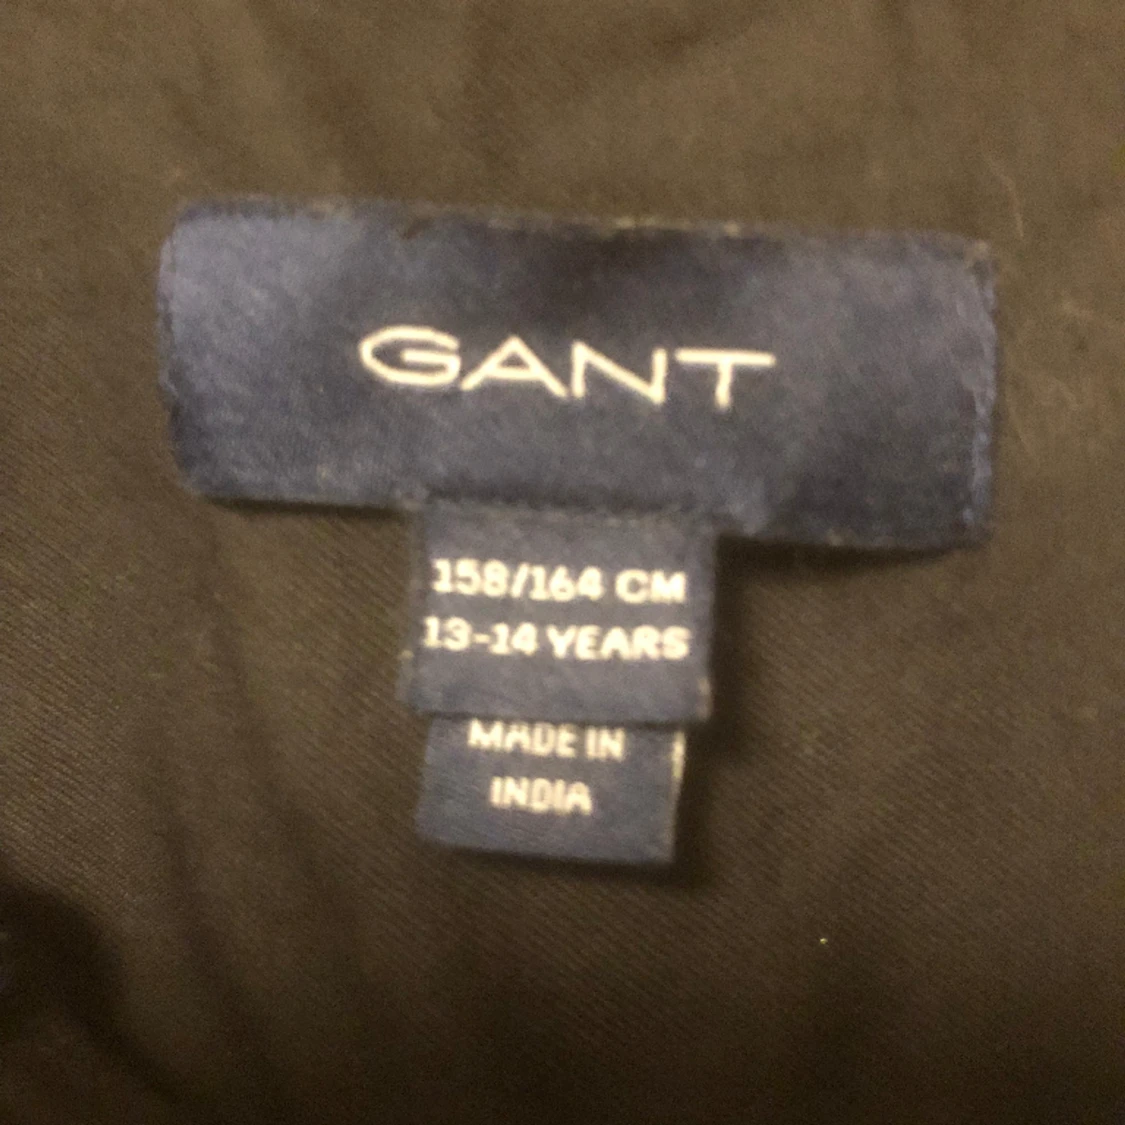 GANT
158/164 CM
13-14 YEARS
MADE IN
INDIA